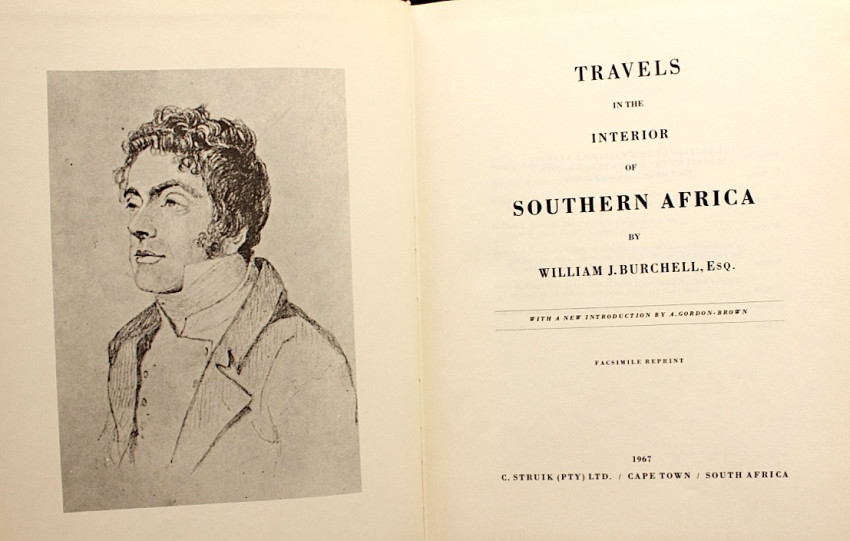 TRAVELS
IN THE
INTERIOR
OF
SOUTHERN AFRICA
BY
WILLIAM J. BURCHELL, ESQ.
WITH A NEW INTRODUCTION BY A. GORDON-BROWN
FACSIMILE REPRINT
1967
C. STRUIK (PTY) LTD. / CAPE TOWN / SOUTH AFRICA